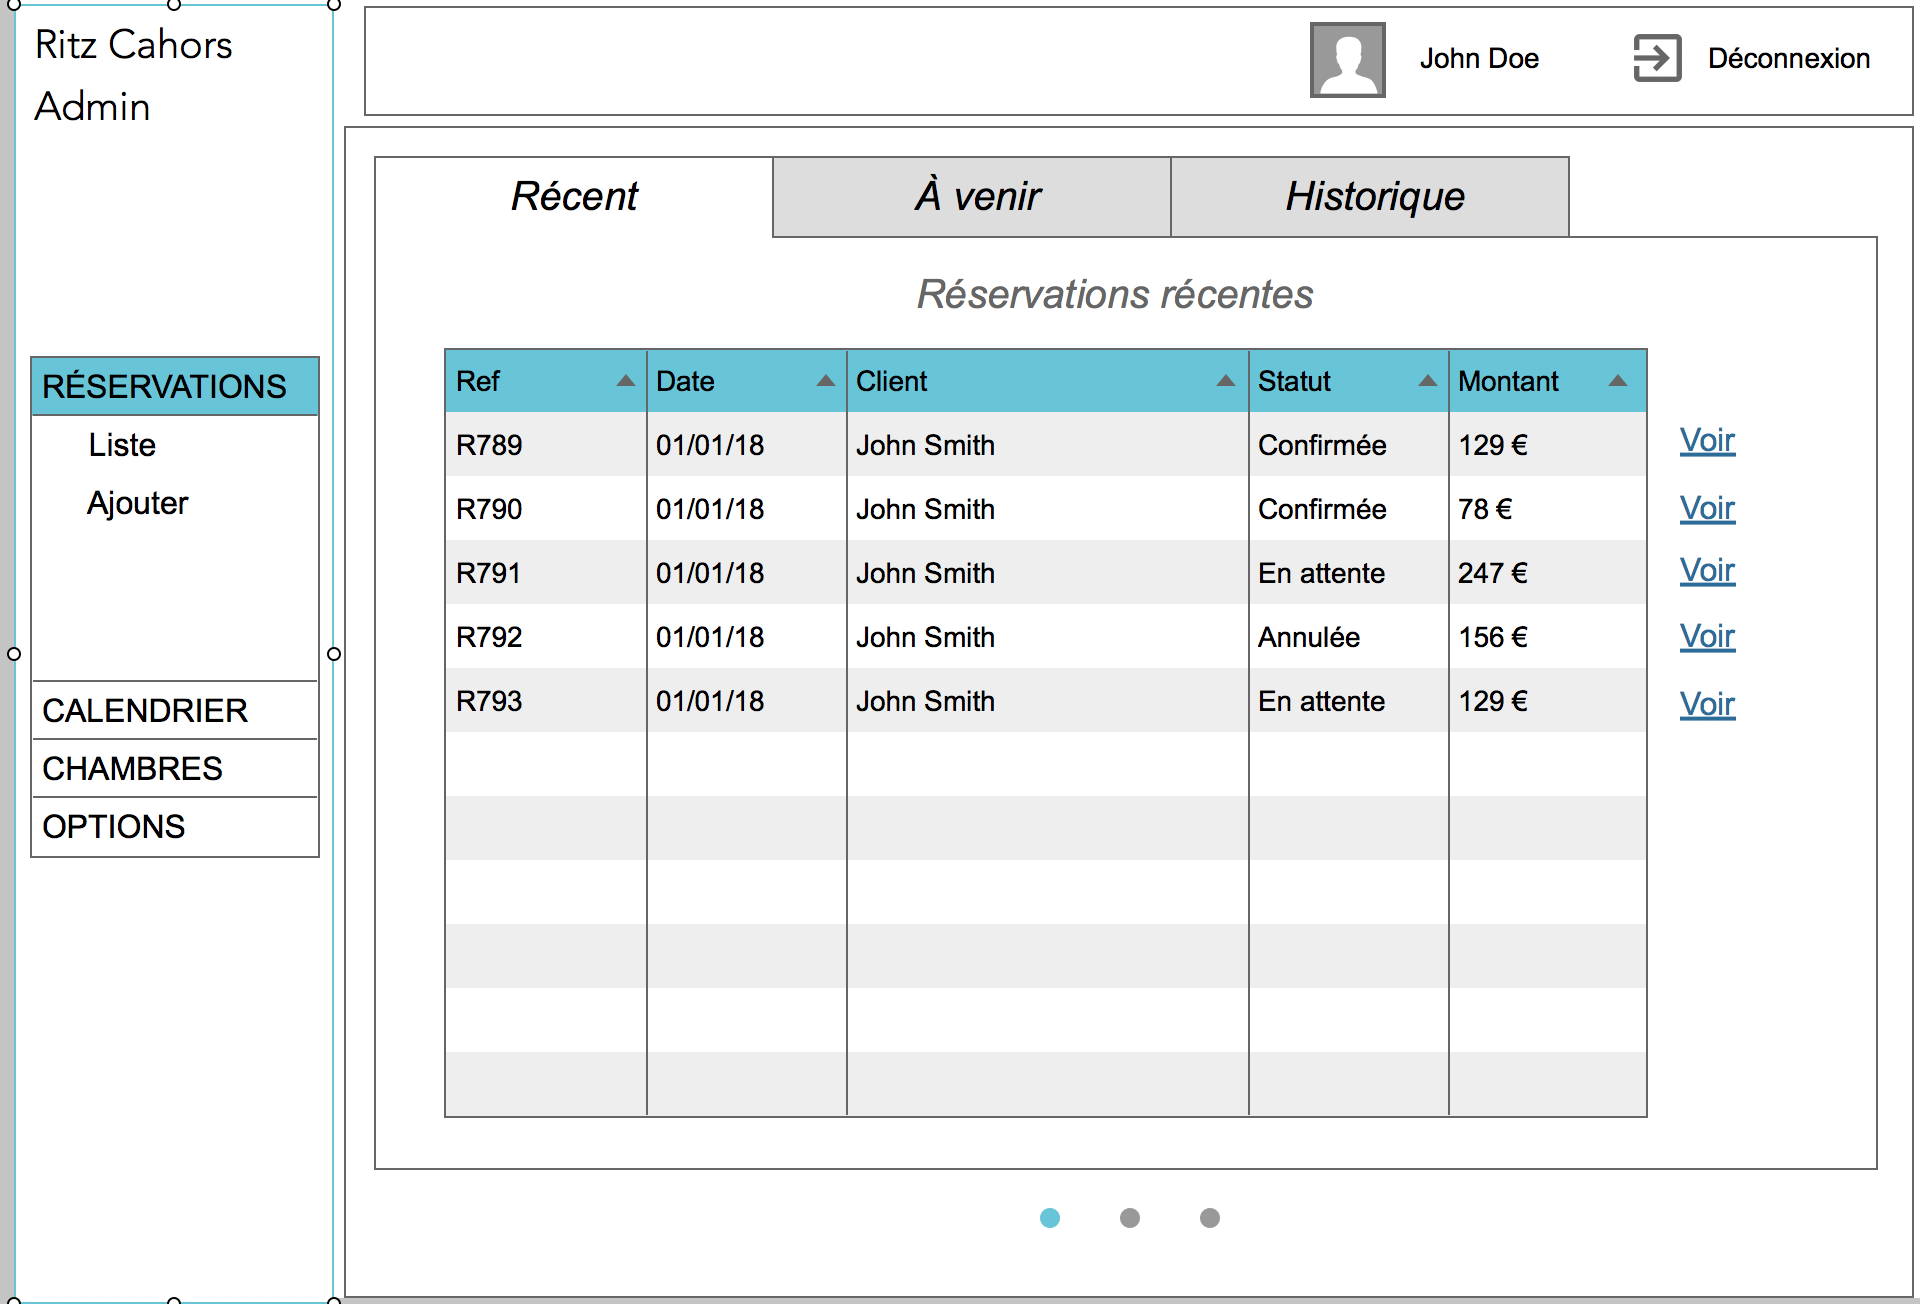 Ritz Cahors
Admin
John Doe
Déconnexion
RÉSERVATIONS
Liste
Ajouter
CALENDRIER
CHAMBRES
OPTIONS
Récent À venir Historique
Réservations récentes
Ref Date Client Statut Montant
R789 01/01/18 John Smith Confirmée 129 € Voir
R790 01/01/18 John Smith Confirmée 78 € Voir
R791 01/01/18 John Smith En attente 247 € Voir
R792 01/01/18 John Smith Annulée 156 € Voir
R793 01/01/18 John Smith En attente 129 € Voir